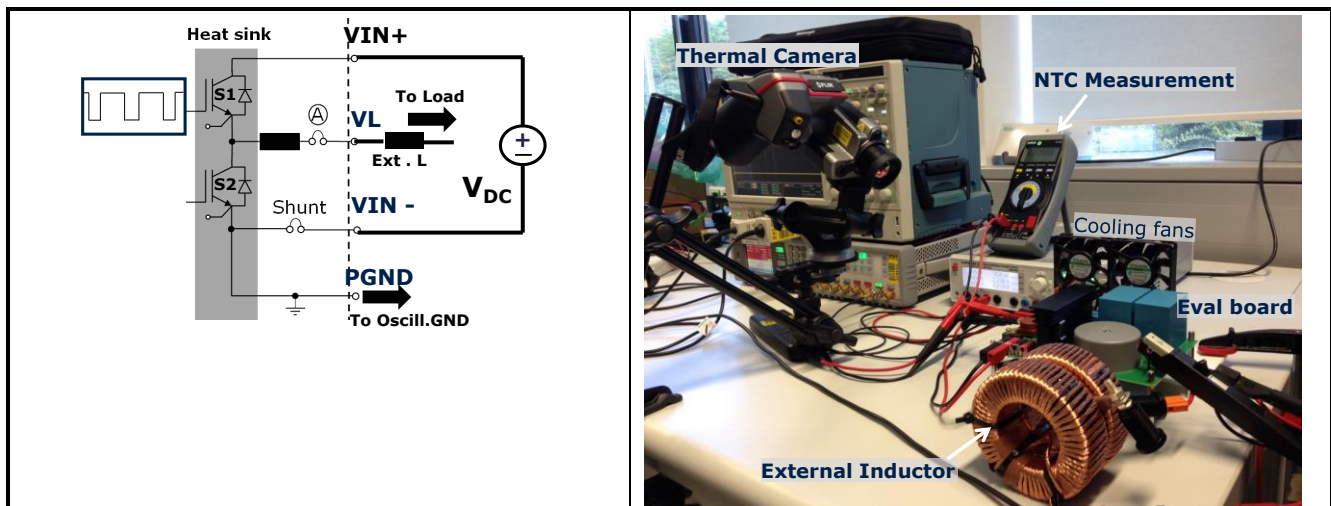 Heat sink
VIN+
S1
A
VL
To Load
Ext . L
+
VDC
S2
Shunt
VIN -
PGND
To Oscill.GND
Thermal Camera
FLIR
NTC Measurement
Cooling fans
Eval board
External Inductor